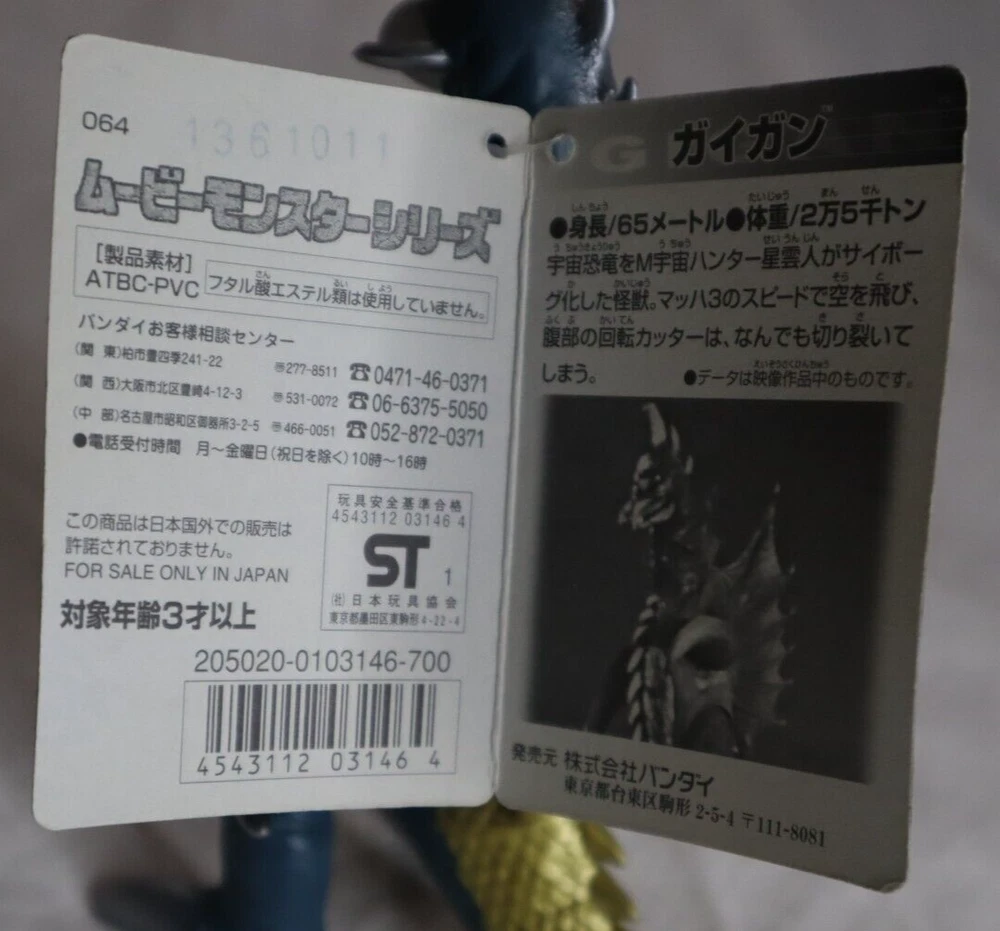 064
1361011
ムービーモンスターシリーズ
[製品素材]
ATBC-PVC
フタル酸エステル類は使用していません。
バンダイお客様相談センター
(関 東)柏市豊四季241-22 〠277-8511 ☎0471-46-0371
(関 西)大阪市北区豊崎4-12-3 〠531-0072 ☎06-6375-5050
(中 部)名古屋市昭和区御器所3-2-5 〠466-0051 ☎052-872-0371
●電話受付時間 月～金曜日(祝日を除く)10時～16時
この商品は日本国外での販売は
許諾されておりません。
FOR SALE ONLY IN JAPAN
対象年齢3才以上
玩具安全基準合格
4543112 03146 4
ST 1
(社)日本玩具協会
東京都墨田区東駒形4-22-4
205020-0103146-700
4543112 03146 4
ガイガン™
●身長/65メートル●体重/2万5千トン
宇宙恐竜をM宇宙ハンター星雲人がサイボー
グ化した怪獣。マッハ3のスピードで空を飛び、
腹部の回転カッターは、なんでも切り裂いて
しまう。
●データは映像作品中のものです。
発売元 株式会社バンダイ
東京都台東区駒形 2-5-4 〒111-8081